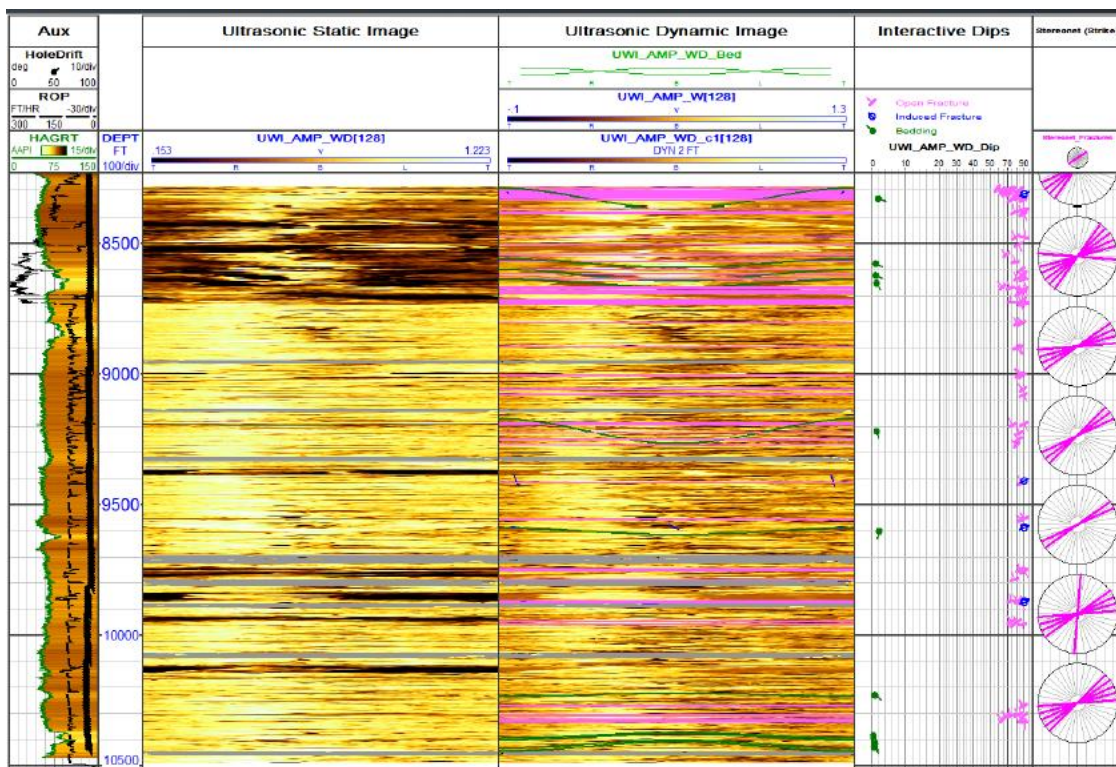 Aux
Ultrasonic Static Image
Ultrasonic Dynamic Image
Interactive Dips
Stereonet (Strike
HoleDrift
deg 10/div
0 50 100
ROP
FT/HR -30/div
300 150 0
HAGRT
AAPI 15/div
0 75 150
DEPT
FT
100/div
UWI_AMP_WD[128]
.153 V 1.223
T R B L T
UWI_AMP_WD_Bed
T R B L T
UWI_AMP_W[128]
-.1 V 1.3
UWI_AMP_WD_c1[128]
DYN 2 FT
T R B L T
Open Fracture
Induced Fracture
Bedding
UWI_AMP_WD_Dip
0 10 20 30 40 50 70 90
Stereonet_Fractures
8500
9000
9500
10000
10500